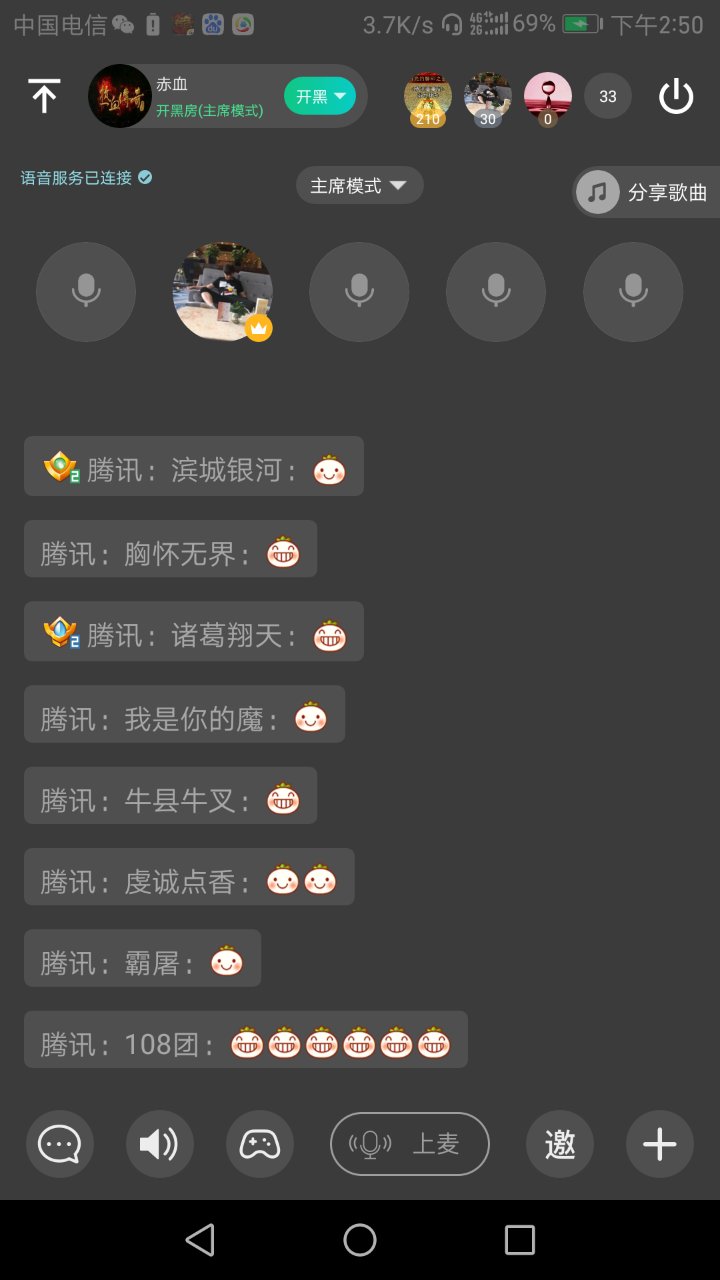 中国电信 3.7K/s 4G 2G 69% 下午2:50
赤血
开黑房(主席模式)
开黑
210
30
0
33
语音服务已连接
主席模式
分享歌曲
2 腾讯：滨城银河：
腾讯：胸怀无界：
2 腾讯：诸葛翔天：
腾讯：我是你的魔：
腾讯：牛县牛叉：
腾讯：虔诚点香：
腾讯：霸屠：
腾讯：108团：
上麦
邀